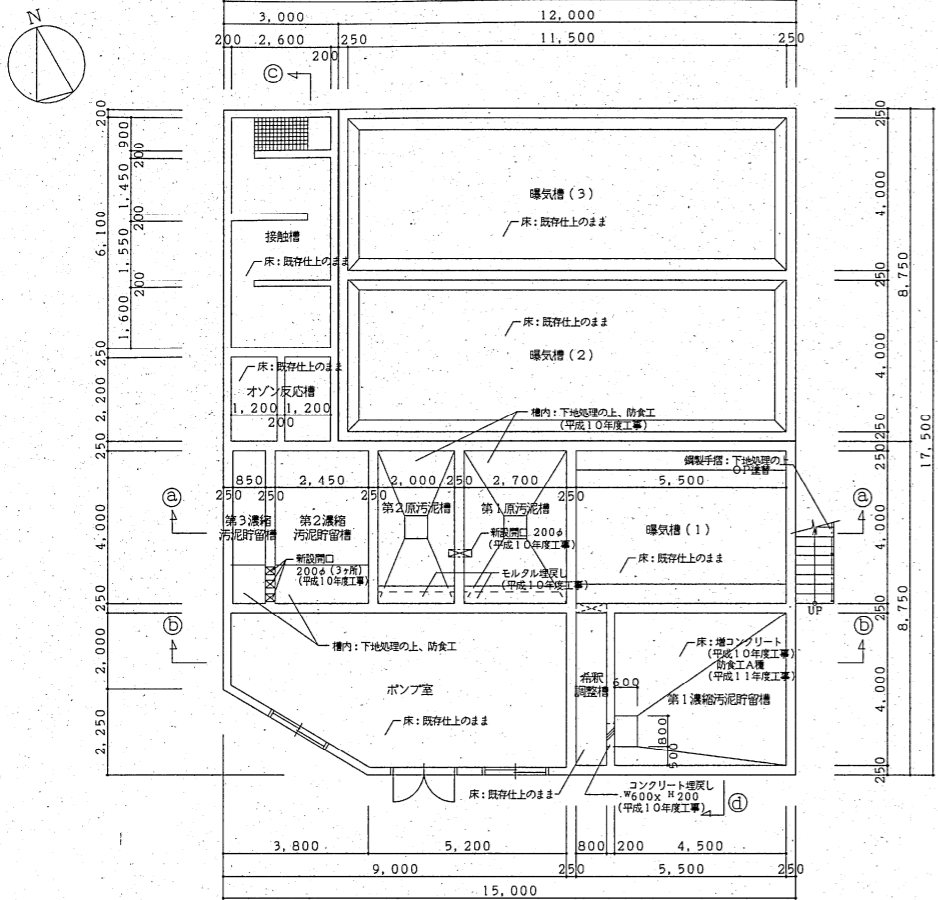 N
3,000
12,000
200
2,600
250
11,500
250
200
ⓒ
200
900
200
1,450
200
6,100
1,550
200
1,600
250
2,200
250
4,000
250
2,000
2,250
250
4,000
250
8,750
4,000
250
250
17,500
4,000
250
8,750
4,000
250
曝気槽(3)
床:既存仕上のまま
接触槽
床:既存仕上のまま
床:既存仕上のまま
曝気槽(2)
床:既存仕上のまま
オゾン反応槽
1,200
1,200
200
槽内:下地処理の上、防食工
(平成10年度工事)
鋼製手摺:下地処理の上
OP塗替
850
2,450
2,000
250
2,700
5,500
250
250
250
250
ⓐ
ⓐ
第3濃縮
汚泥貯留槽
第2濃縮
汚泥貯留槽
第2原汚泥槽
第1原汚泥槽
曝気槽(1)
新設開口 200φ
(平成10年度工事)
床:既存仕上のまま
新設開口
200φ(3ヶ所)
(平成10年度工事)
モルタル埋戻し
(平成10年度工事)
UP
ⓑ
ⓑ
槽内:下地処理の上、防食工
床:増コンクリート
(平成10年度工事)
防食工A種
(平成11年度工事)
ポンプ室
希釈
調整槽
600
第1濃縮汚泥貯留槽
床:既存仕上のまま
800
500
床:既存仕上のまま
コンクリート埋戻し
W600x H200
(平成10年度工事)
ⓓ
3,800
5,200
800
200
4,500
9,000
250
5,500
250
15,000